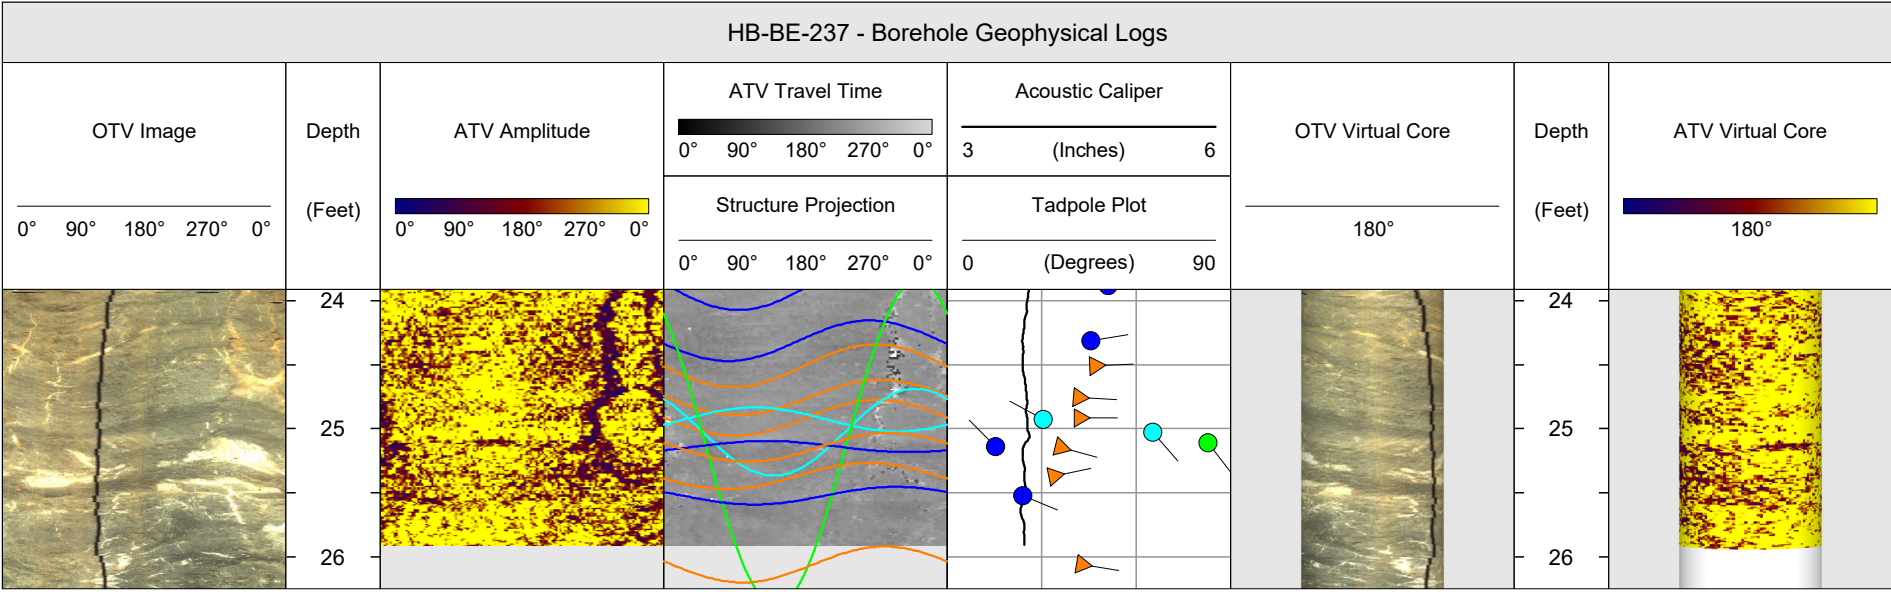 HB-BE-237 - Borehole Geophysical Logs
OTV Image
0° 90° 180° 270° 0°
Depth
(Feet)
ATV Amplitude
0° 90° 180° 270° 0°
ATV Travel Time
0° 90° 180° 270° 0°
Structure Projection
0° 90° 180° 270° 0°
Acoustic Caliper
3 (Inches) 6
Tadpole Plot
0 (Degrees) 90
OTV Virtual Core
180°
Depth
(Feet)
ATV Virtual Core
180°
24
25
26
24
25
26